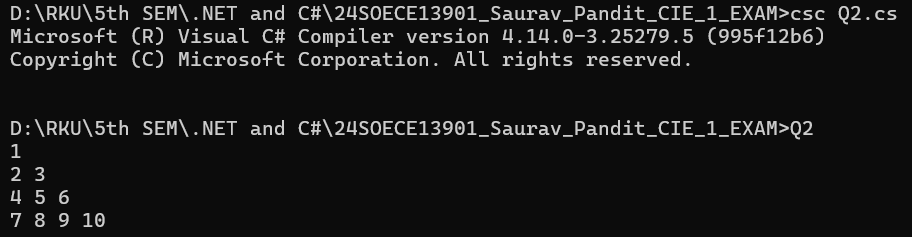 D:\RKU\5th SEM\.NET and C#\24SOECE13901_Saurav_Pandit_CIE_1_EXAM>csc Q2.cs
Microsoft (R) Visual C# Compiler version 4.14.0-3.25279.5 (995f12b6)
Copyright (C) Microsoft Corporation. All rights reserved.
D:\RKU\5th SEM\.NET and C#\24SOECE13901_Saurav_Pandit_CIE_1_EXAM>Q2
1
2 3
4 5 6
7 8 9 10